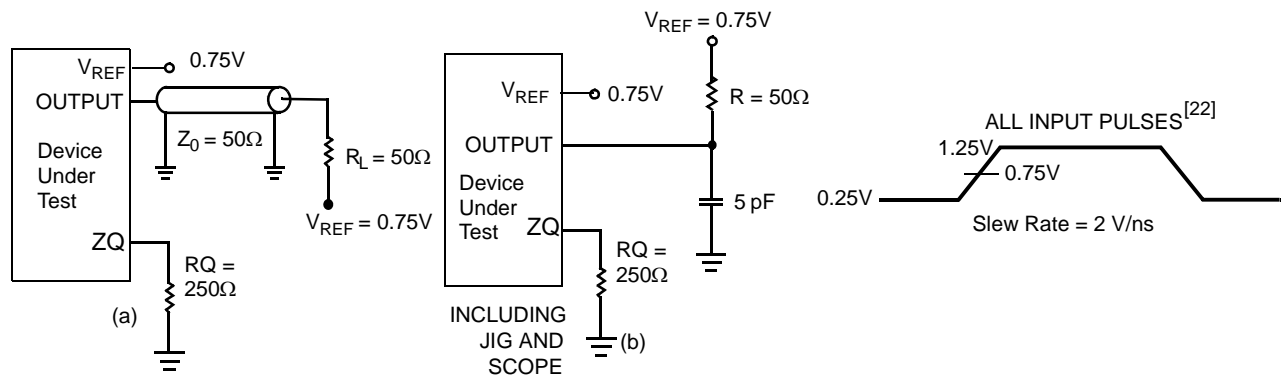 V_REF
0.75V
OUTPUT
Z_0 = 50Ω
Device
Under
Test
R_L = 50Ω
V_REF = 0.75V
ZQ
RQ =
250Ω
(a)
V_REF = 0.75V
V_REF
0.75V
R = 50Ω
OUTPUT
Device
Under
Test
5 pF
ZQ
RQ =
250Ω
INCLUDING
JIG AND
SCOPE
(b)
ALL INPUT PULSES[22]
1.25V
0.75V
0.25V
Slew Rate = 2 V/ns